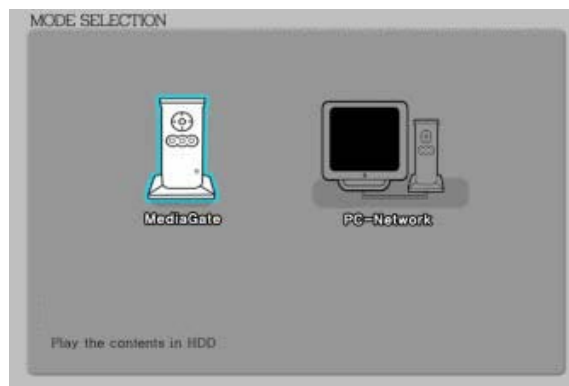 MODE SELECTION
MediaGate
PC-Network
Play the contents in HDD